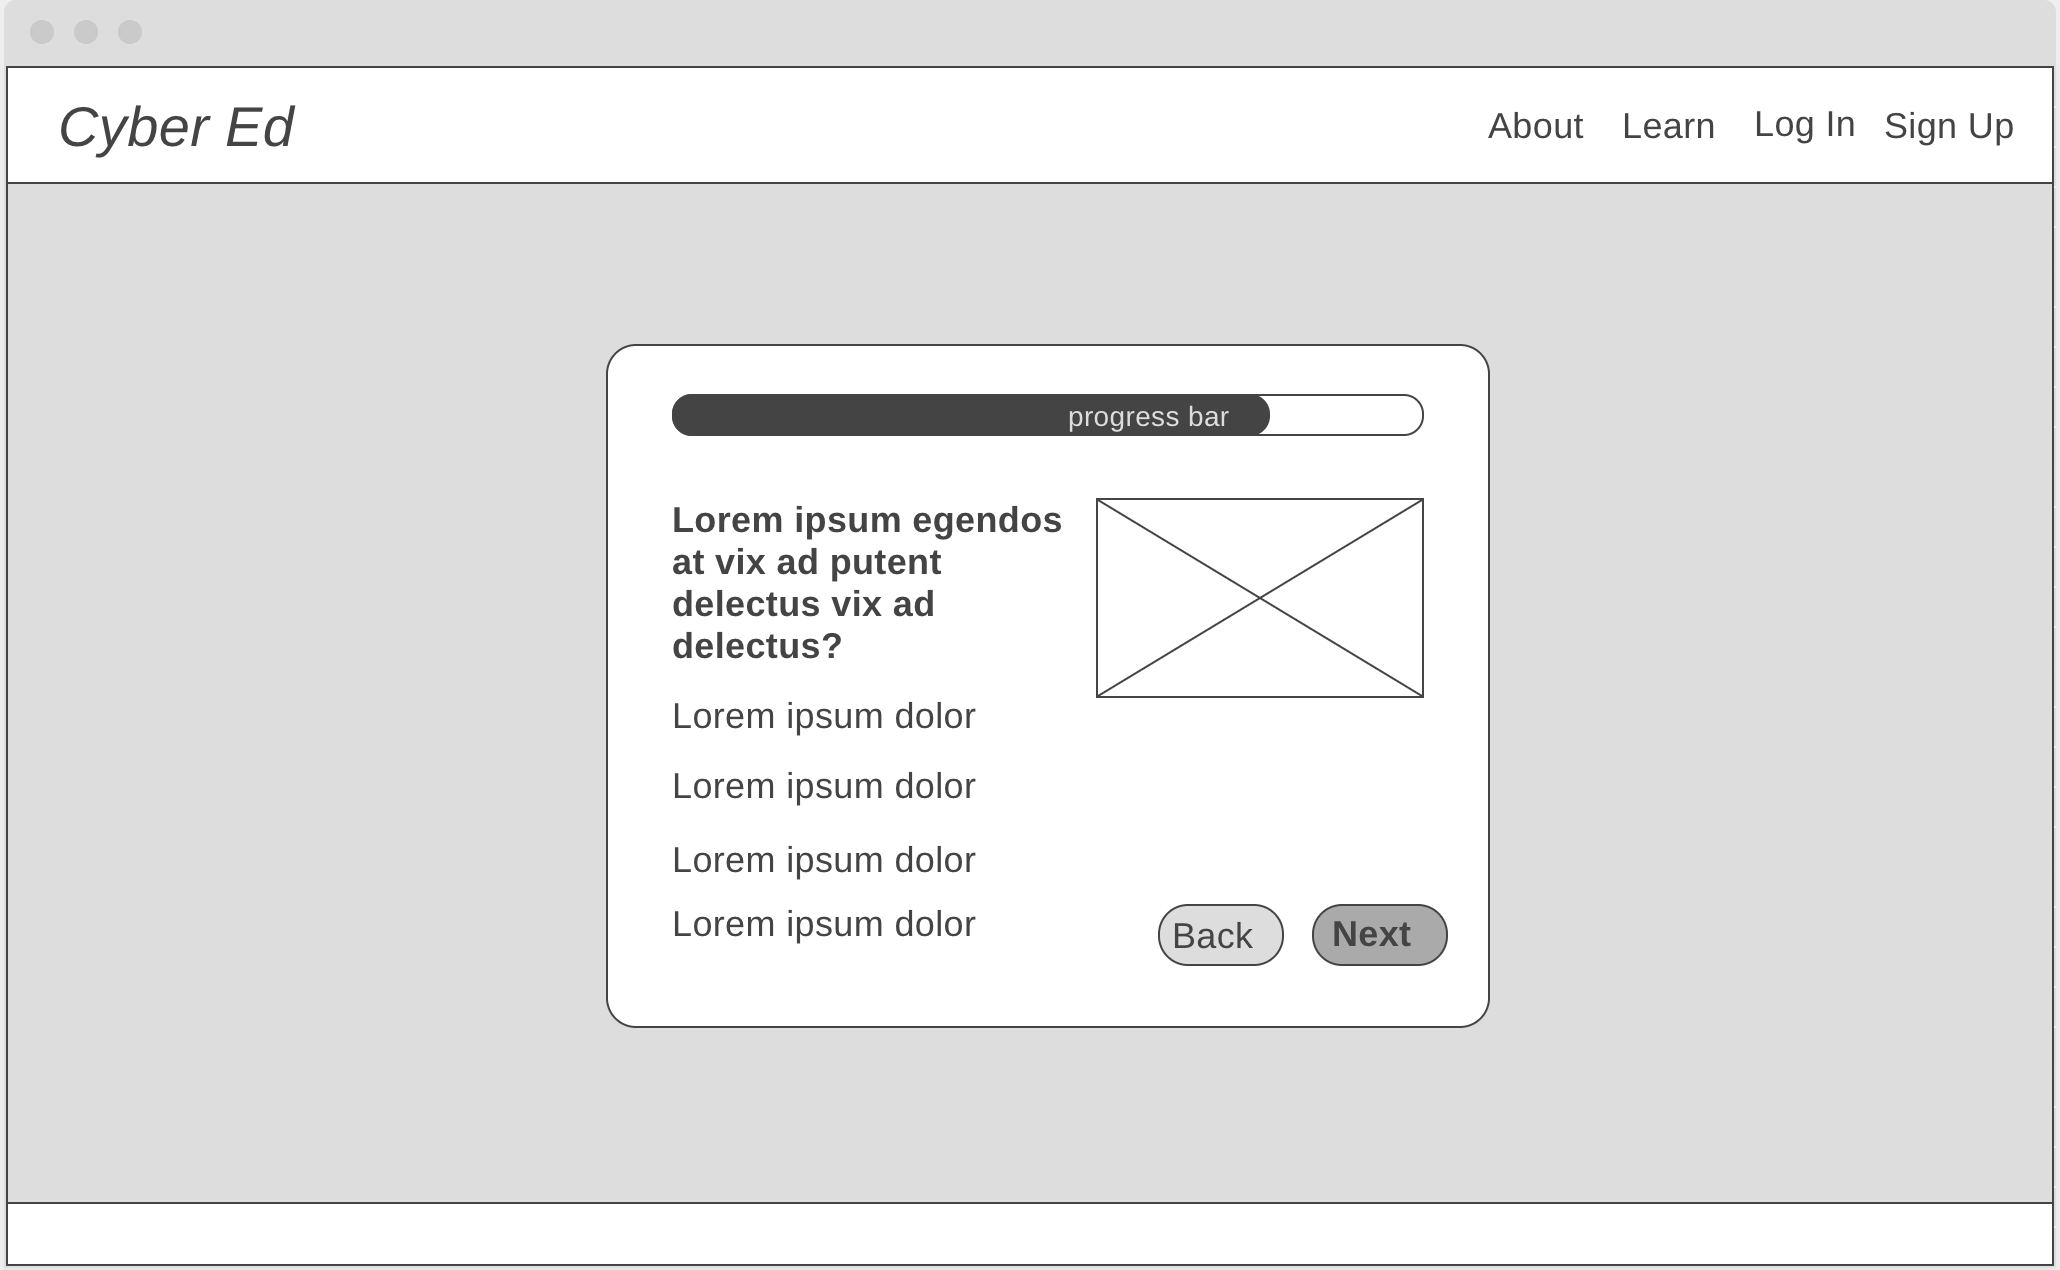 Cyber Ed
About Learn Log In Sign Up
progress bar
Lorem ipsum egendos
at vix ad putent
delectus vix ad
delectus?
Lorem ipsum dolor
Lorem ipsum dolor
Lorem ipsum dolor
Lorem ipsum dolor
Back Next